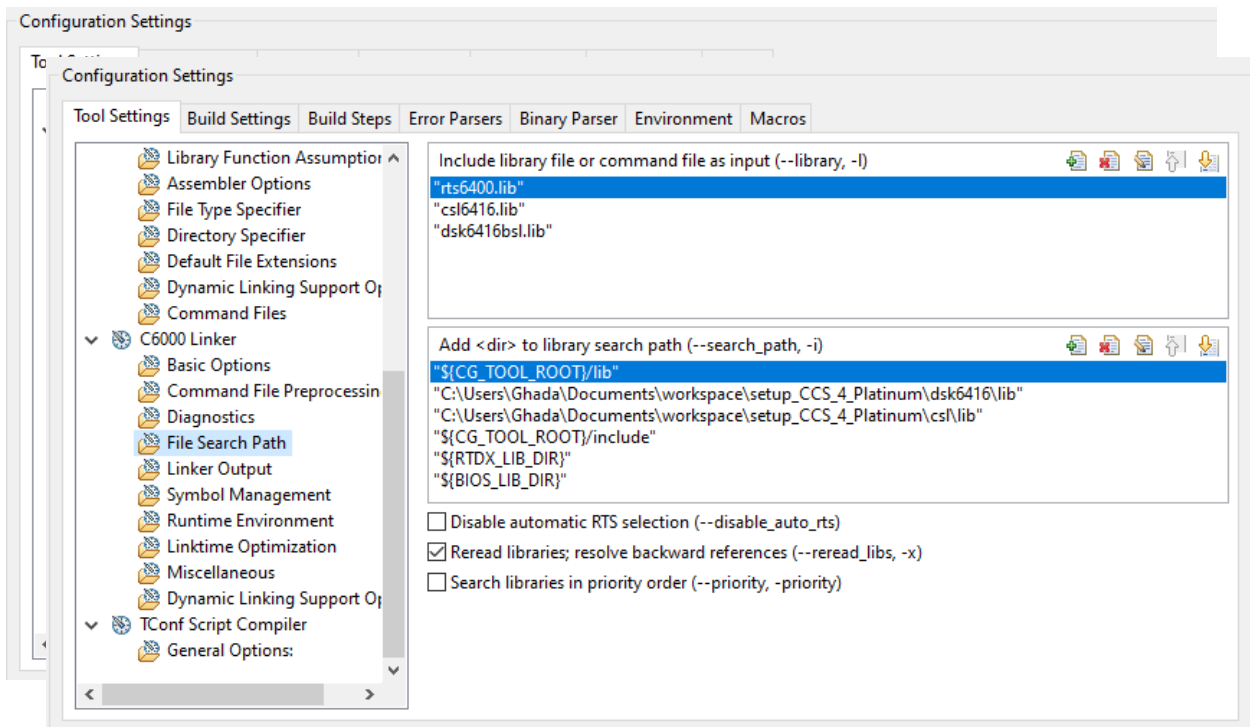 Configuration Settings
To
Configuration Settings
Tool Settings Build Settings Build Steps Error Parsers Binary Parser Environment Macros
Library Function Assumption
Assembler Options
File Type Specifier
Directory Specifier
Default File Extensions
Dynamic Linking Support Op
Command Files
C6000 Linker
Basic Options
Command File Preprocessin
Diagnostics
File Search Path
Linker Output
Symbol Management
Runtime Environment
Linktime Optimization
Miscellaneous
Dynamic Linking Support Op
TConf Script Compiler
General Options:
Include library file or command file as input (--library, -l)
"rts6400.lib"
"csl6416.lib"
"dsk6416bsl.lib"
Add <dir> to library search path (--search_path, -i)
"${CG_TOOL_ROOT}/lib"
"C:\Users\Ghada\Documents\workspace\setup_CCS_4_Platinum\dsk6416\lib"
"C:\Users\Ghada\Documents\workspace\setup_CCS_4_Platinum\csl\lib"
"${CG_TOOL_ROOT}/include"
"${RTDX_LIB_DIR}"
"${BIOS_LIB_DIR}"
Disable automatic RTS selection (--disable_auto_rts)
Reread libraries; resolve backward references (--reread_libs, -x)
Search libraries in priority order (--priority, -priority)